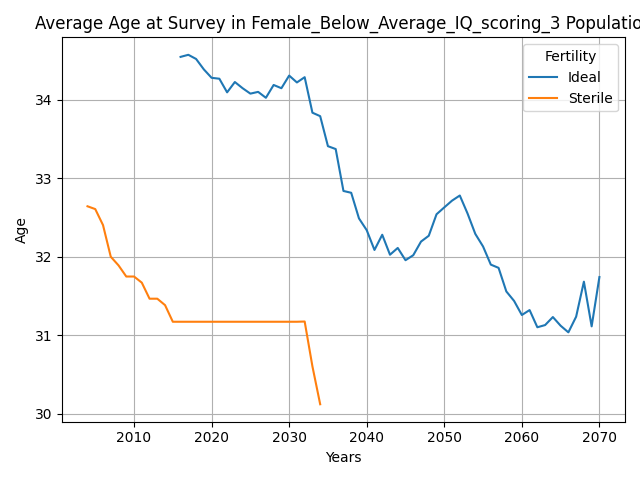 Average Age at Survey in Female_Below_Average_IQ_scoring_3 Populatio
Fertility
Ideal
Sterile
Age
34
33
32
31
30
2010
2020
2030
2040
2050
2060
2070
Years